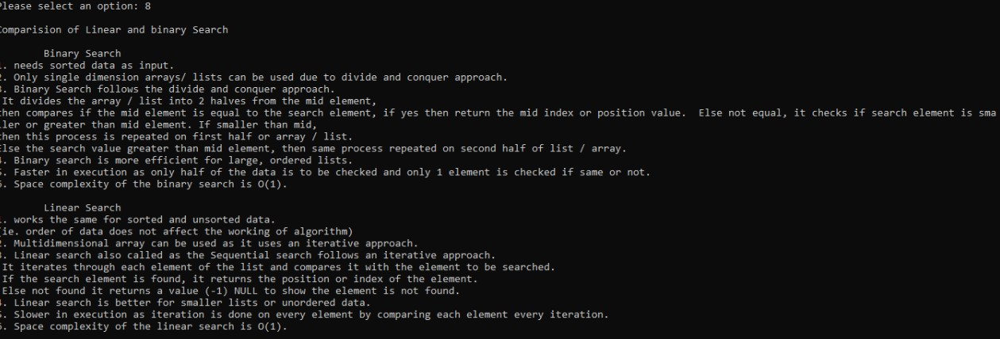 Please select an option: 8
Comparision of Linear and binary Search
Binary Search
1. needs sorted data as input.
2. Only single dimension arrays/ lists can be used due to divide and conquer approach.
3. Binary Search follows the divide and conquer approach.
It divides the array / list into 2 halves from the mid element,
then compares if the mid element is equal to the search element, if yes then return the mid index or position value.  Else not equal, it checks if search element is sma
ller or greater than mid element. If smaller than mid,
then this process is repeated on first half or array / list.
Else the search value greater than mid element, then same process repeated on second half of list / array.
4. Binary search is more efficient for large, ordered lists.
5. Faster in execution as only half of the data is to be checked and only 1 element is checked if same or not.
6. Space complexity of the binary search is O(1).
Linear Search
1. works the same for sorted and unsorted data.
(ie. order of data does not affect the working of algorithm)
2. Multidimensional array can be used as it uses an iterative approach.
3. Linear search also called as the Sequential search follows an iterative approach.
It iterates through each element of the list and compares it with the element to be searched.
If the search element is found, it returns the position or index of the element.
Else not found it returns a value (-1) NULL to show the element is not found.
4. Linear search is better for smaller lists or unordered data.
5. Slower in execution as iteration is done on every element by comparing each element every iteration.
6. Space complexity of the linear search is O(1).